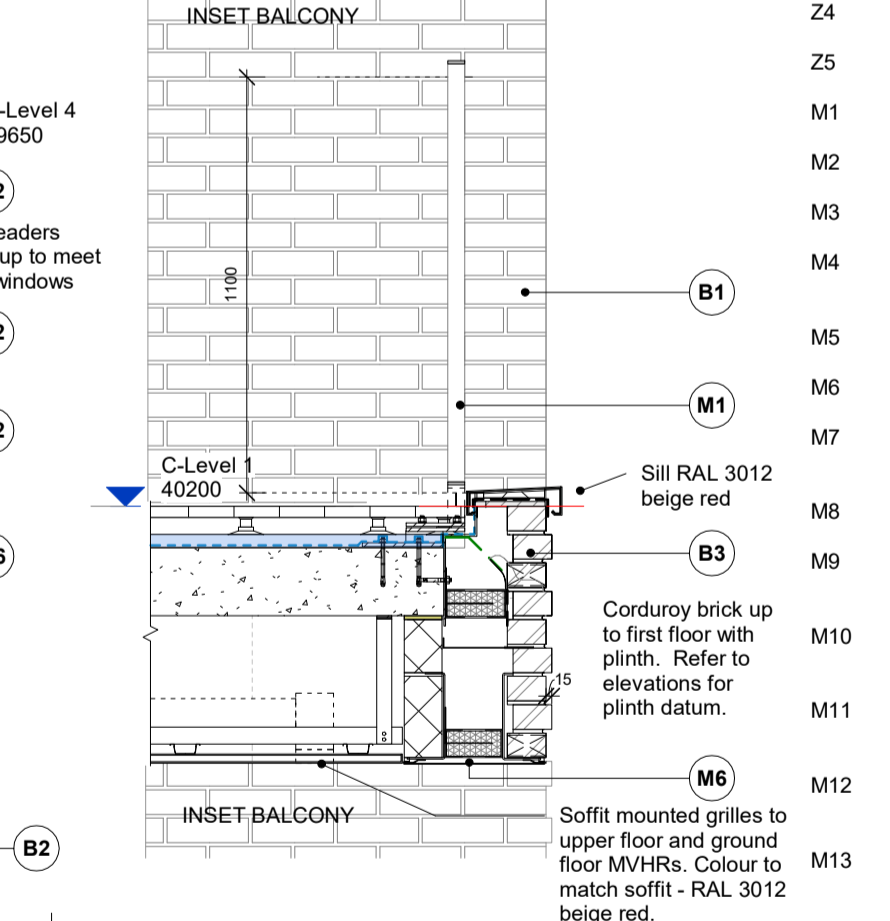 INSET BALCONY
-Level 4
9650
2
eaders
up to meet
windows
2
2
6
B2
1100
C-Level 1
40200
B1
M1
Sill RAL 3012
beige red
B3
Corduroy brick up
to first floor with
plinth. Refer to
elevations for
plinth datum.
15
M6
INSET BALCONY
Soffit mounted grilles to
upper floor and ground
floor MVHRs. Colour to
match soffit - RAL 3012
beige red.
Z4
Z5
M1
M2
M3
M4
M5
M6
M7
M8
M9
M10
M11
M12
M13